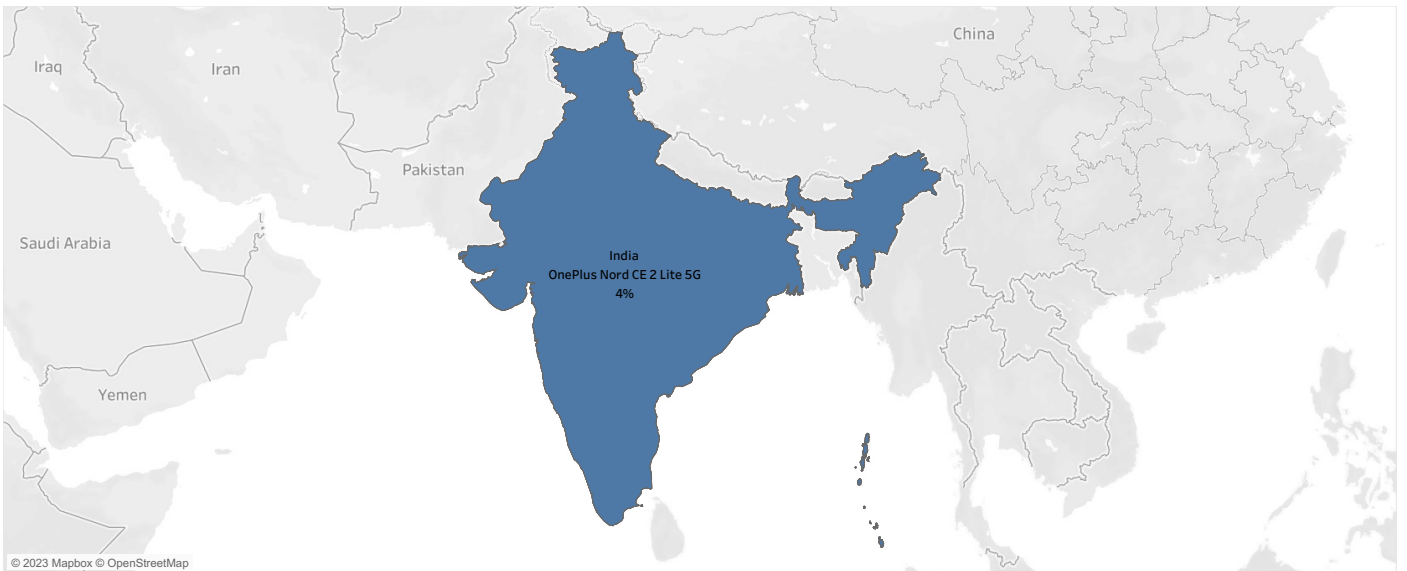 China
Iraq
Iran
Pakistan
Saudi Arabia
India
OnePlus Nord CE 2 Lite 5G
4%
Yemen
© 2023 Mapbox © OpenStreetMap